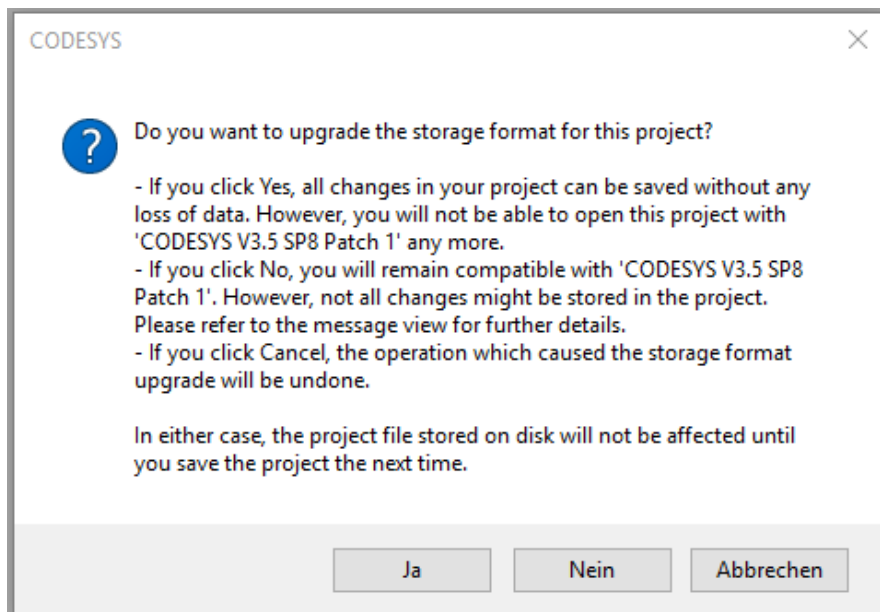 CODESYS
Do you want to upgrade the storage format for this project?
- If you click Yes, all changes in your project can be saved without any
loss of data. However, you will not be able to open this project with
'CODESYS V3.5 SP8 Patch 1' any more.
- If you click No, you will remain compatible with 'CODESYS V3.5 SP8
Patch 1'. However, not all changes might be stored in the project.
Please refer to the message view for further details.
- If you click Cancel, the operation which caused the storage format
upgrade will be undone.
In either case, the project file stored on disk will not be affected until
you save the project the next time.
Ja Nein Abbrechen